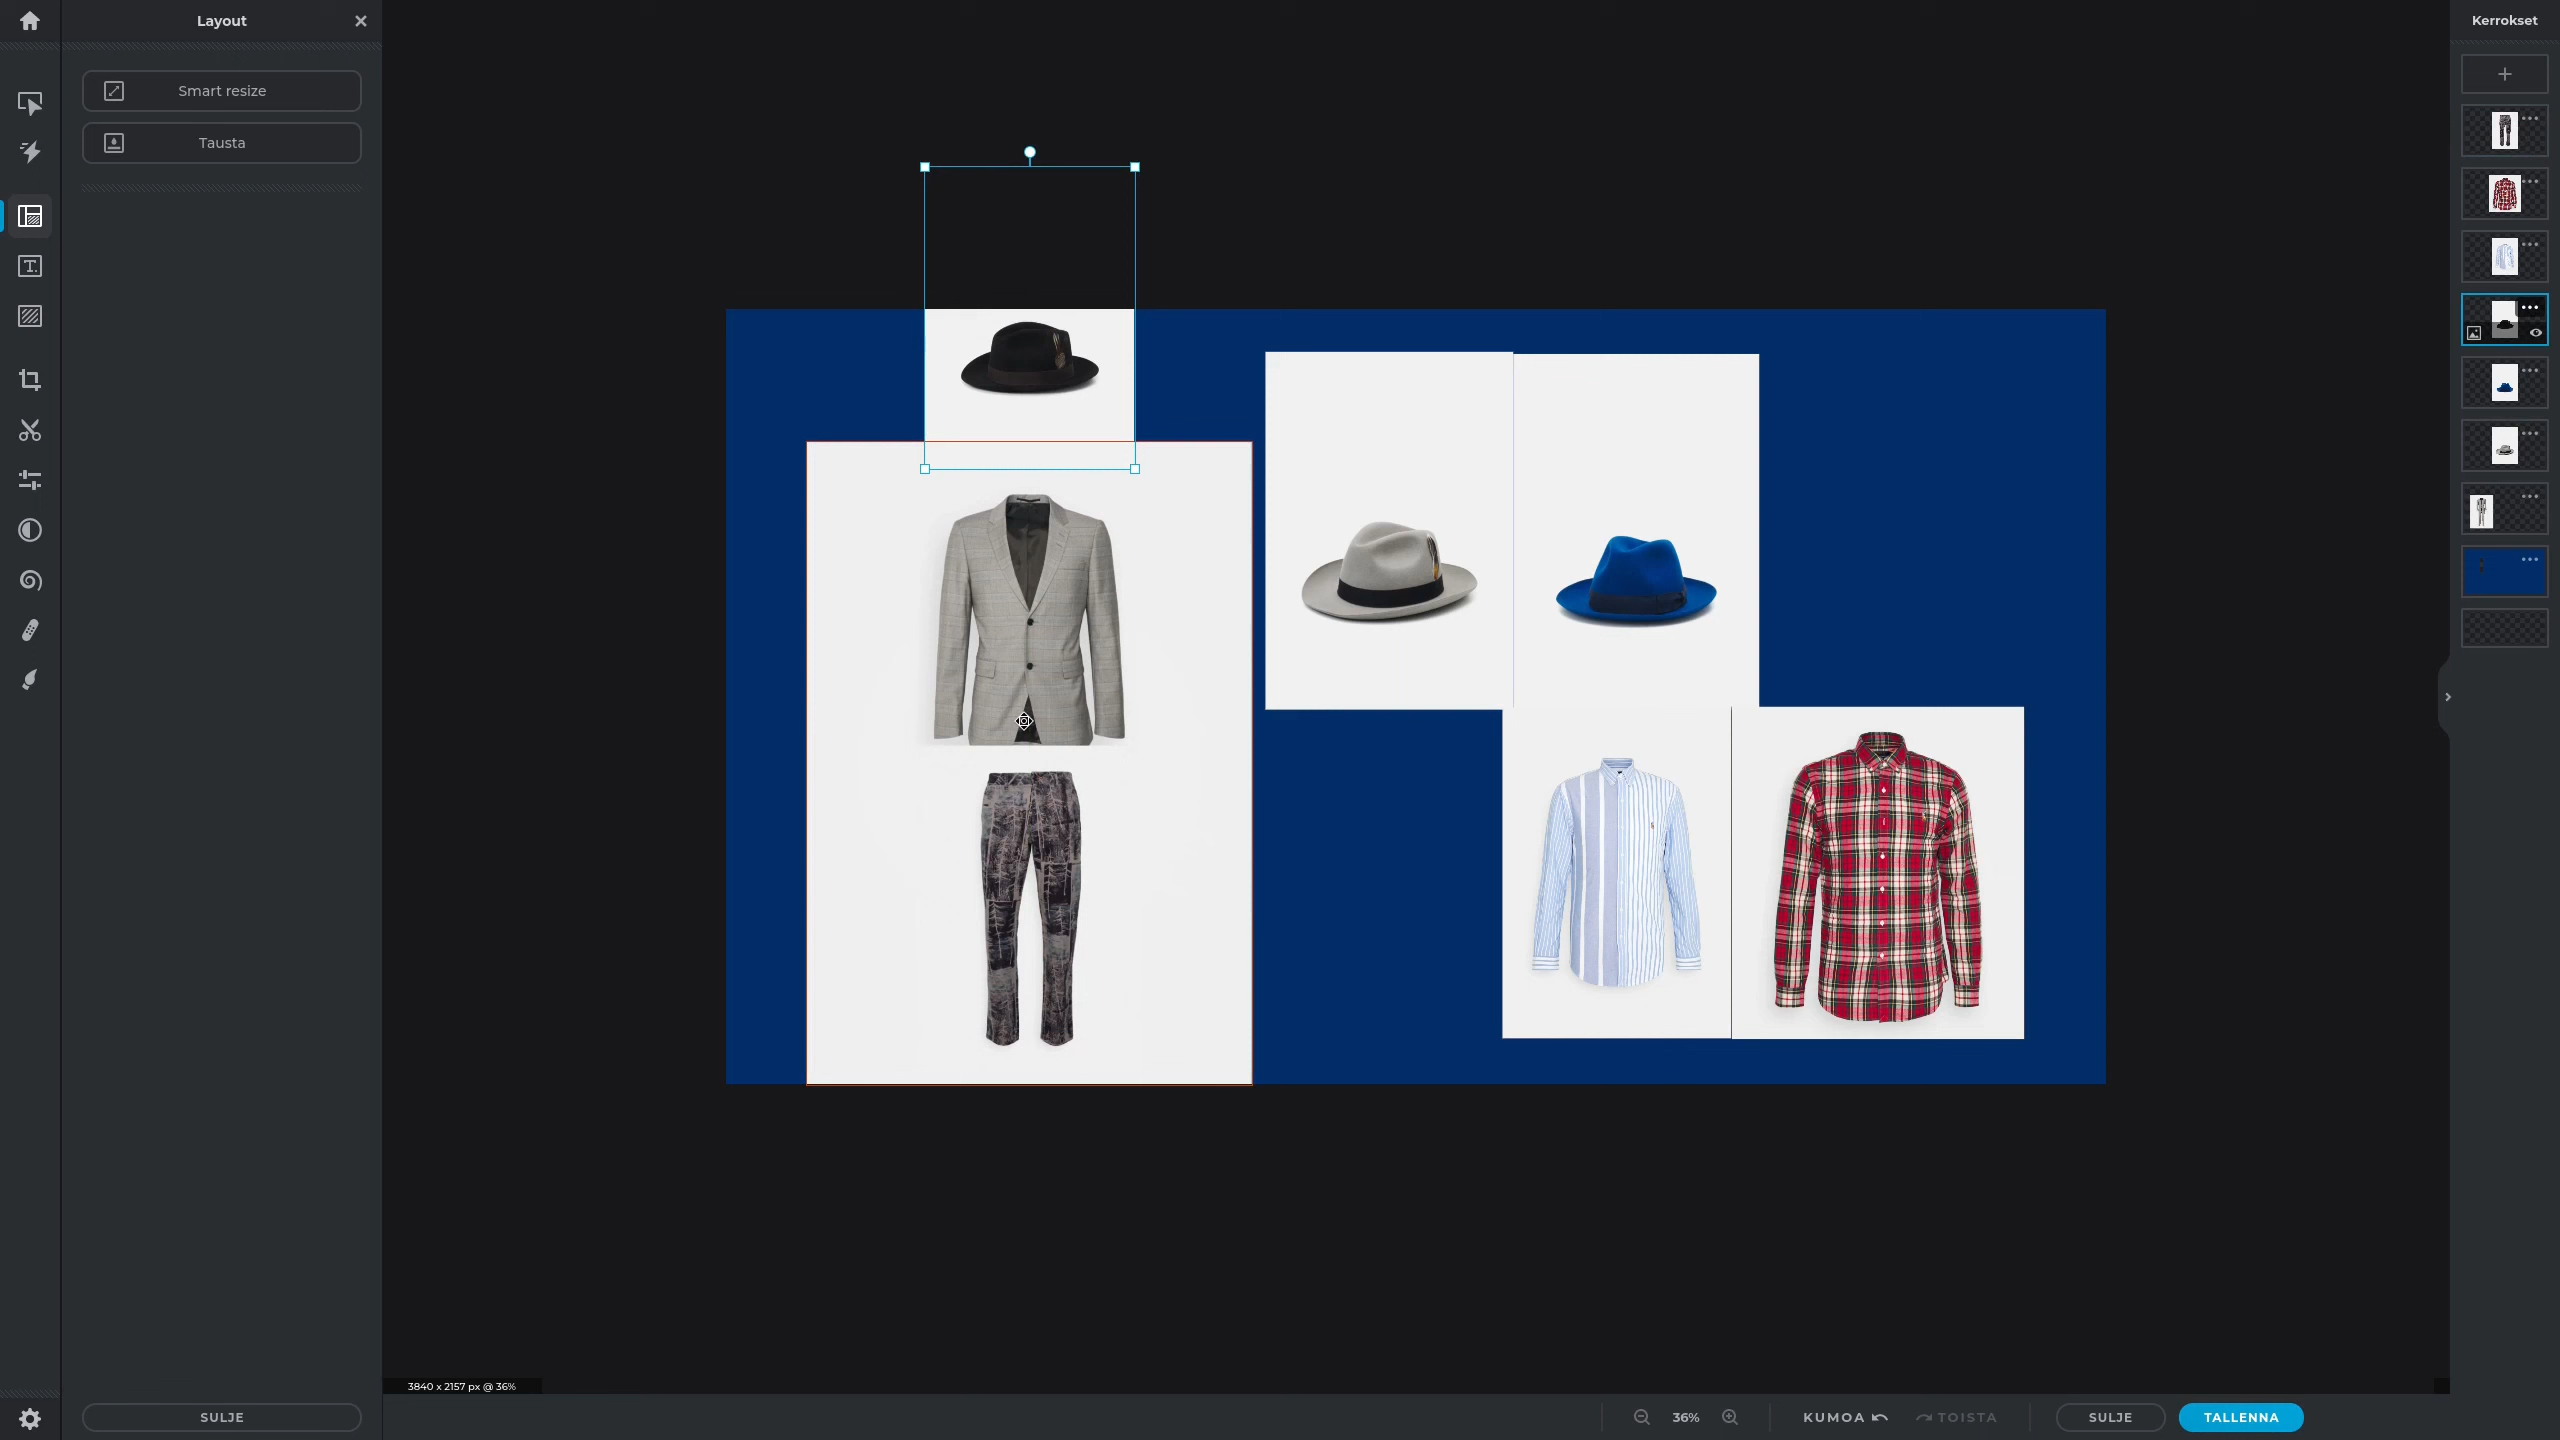 Layout
Kerrokset
Smart resize
Tausta
3840 x 2157 px @ 36%
SULJE
36%
KUMOA
TOISTA
SULJE
TALLENNA